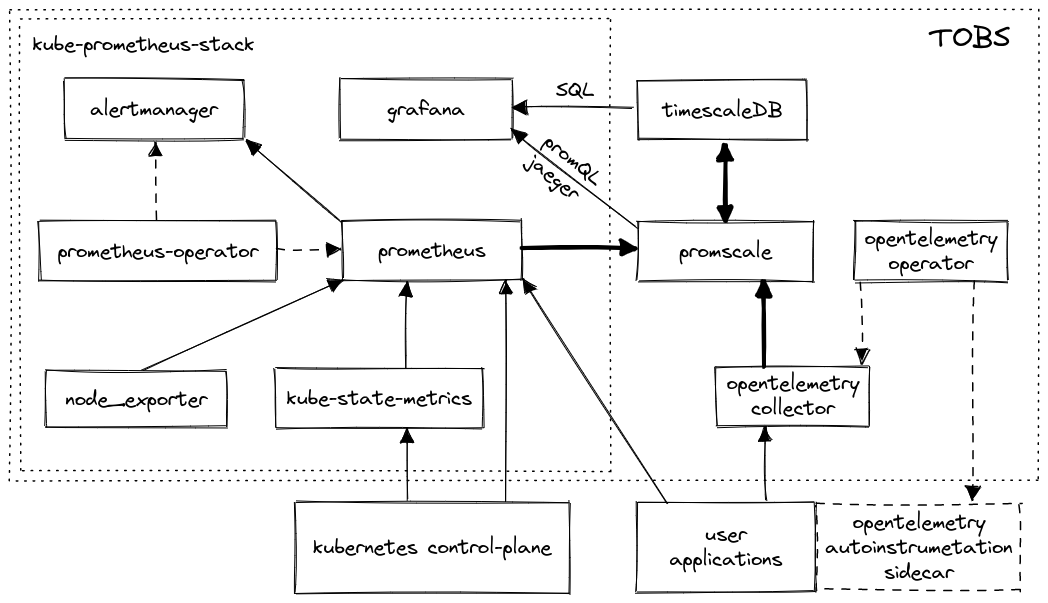 TOBS
kube-prometheus-stack
alertmanager
grafana
SQL
timescaleDB
promQL
jaeger
prometheus-operator
prometheus
promscale
opentelemetry
operator
node_exporter
kube-state-metrics
opentelemetry
collector
kubernetes control-plane
user
applications
opentelemetry
autoinstrumetation
sidecar